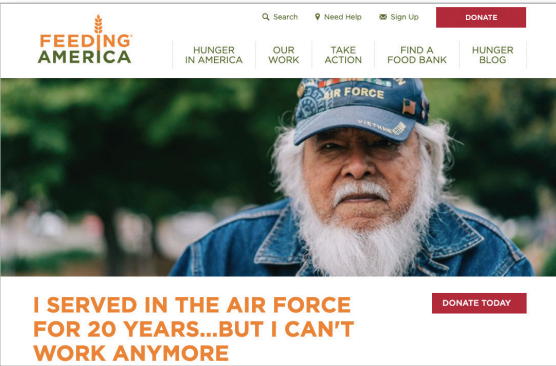 Search
Need Help
Sign Up
DONATE
FEEDING
AMERICA
HUNGER
IN AMERICA
OUR
WORK
TAKE
ACTION
FIND A
FOOD BANK
HUNGER
BLOG
AIR FORCE
VIETNAM
I SERVED IN THE AIR FORCE
FOR 20 YEARS...BUT I CAN'T
WORK ANYMORE
DONATE TODAY